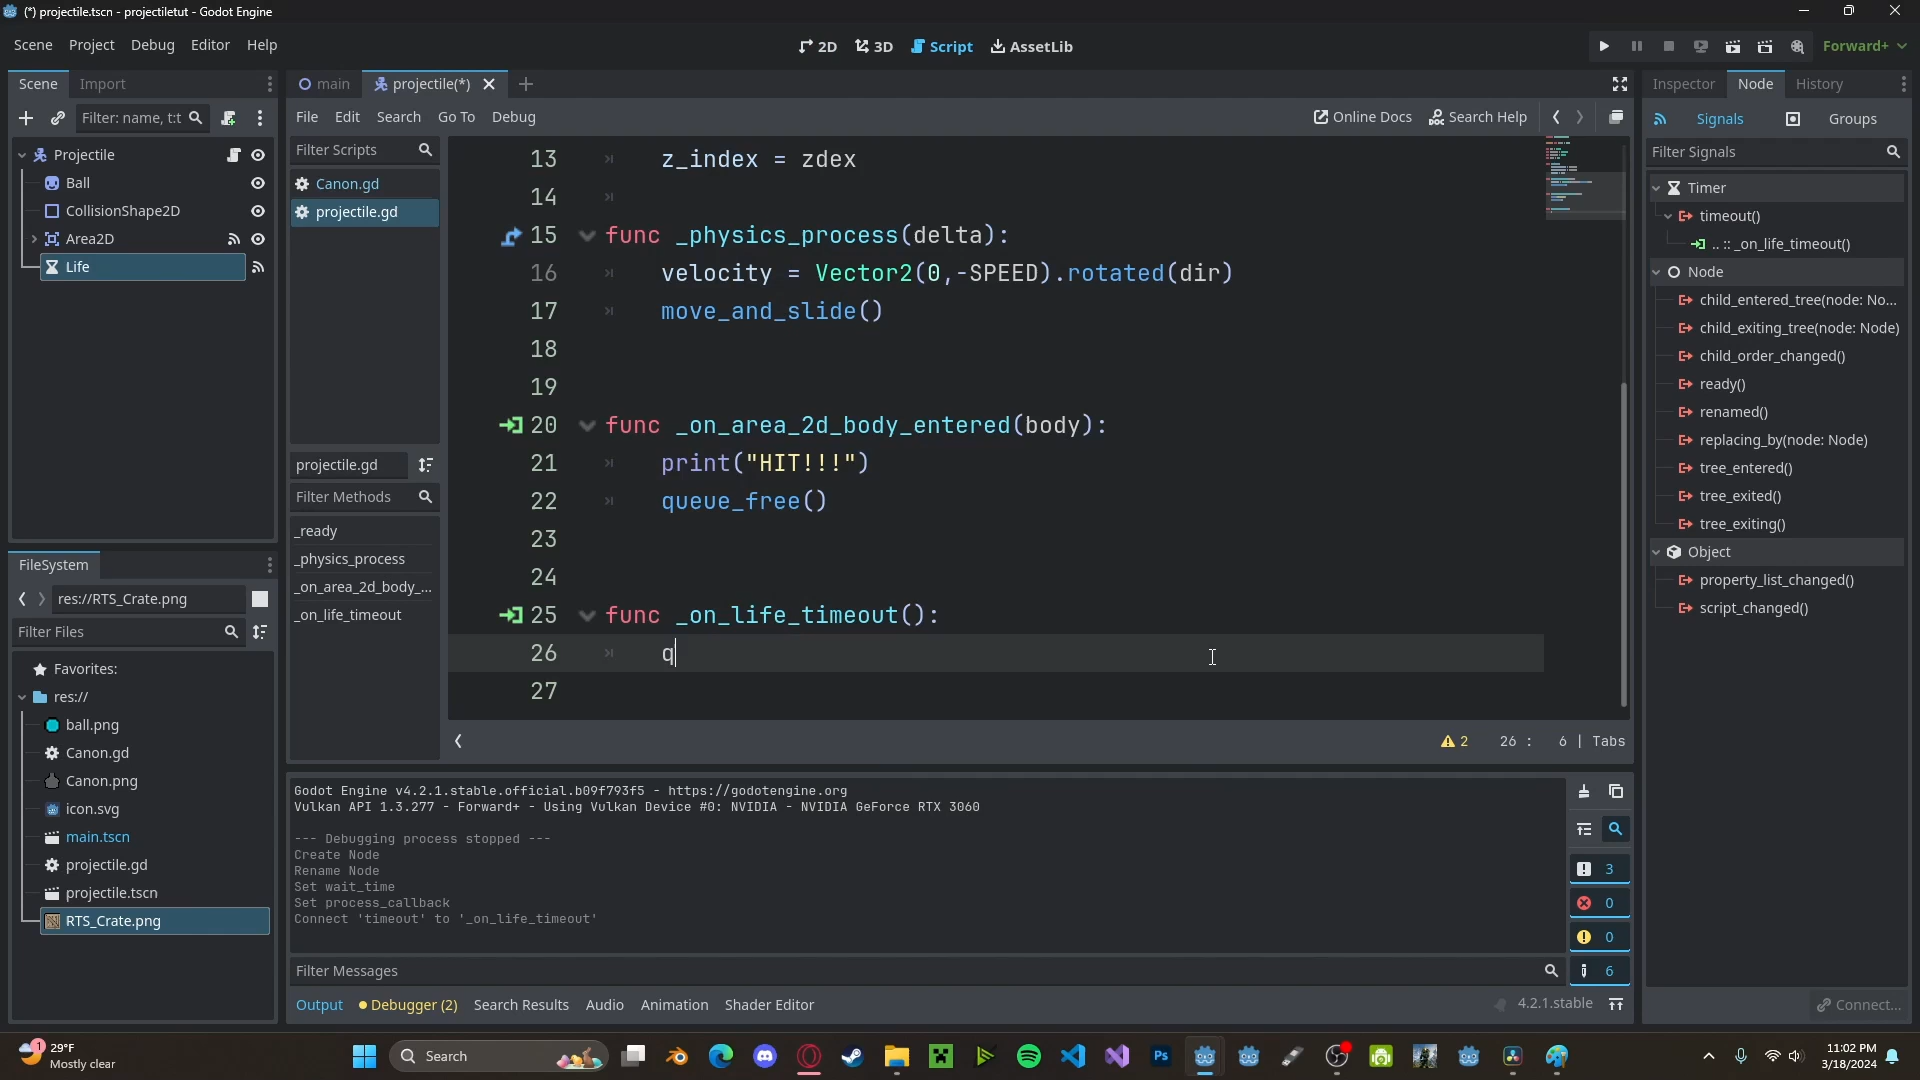 (*) projectile.tscn - projectiletut - Godot Engine
Scene Project Debug Editor Help
2D 3D Script AssetLib
Forward+
Scene Import
Filter: name, t:t
Projectile
Ball
CollisionShape2D
Area2D
Life
main projectile(*)
File Edit Search Go To Debug
Online Docs Search Help
Filter Scripts
Canon.gd
projectile.gd
projectile.gd
Filter Methods
_ready
_physics_process
_on_area_2d_body_...
_on_life_timeout
13 z_index = zdex
14
15 func _physics_process(delta):
16 velocity = Vector2(0,-SPEED).rotated(dir)
17 move_and_slide()
18
19
20 func _on_area_2d_body_entered(body):
21 print("HIT!!!")
22 queue_free()
23
24
25 func _on_life_timeout():
26 q
27
2 26 : 6 | Tabs
Inspector Node History
Signals Groups
Filter Signals
Timer
timeout()
.. :: _on_life_timeout()
Node
child_entered_tree(node: No...
child_exiting_tree(node: Node)
child_order_changed()
ready()
renamed()
replacing_by(node: Node)
tree_entered()
tree_exited()
tree_exiting()
Object
property_list_changed()
script_changed()
Connect...
FileSystem
res://RTS_Crate.png
Filter Files
Favorites:
res://
ball.png
Canon.gd
Canon.png
icon.svg
main.tscn
projectile.gd
projectile.tscn
RTS_Crate.png
Godot Engine v4.2.1.stable.official.b09f793f5 - https://godotengine.org
Vulkan API 1.3.277 - Forward+ - Using Vulkan Device #0: NVIDIA - NVIDIA GeForce RTX 3060
--- Debugging process stopped ---
Create Node
Rename Node
Set wait_time
Set process_callback
Connect 'timeout' to '_on_life_timeout'
3
0
0
6
Filter Messages
Output Debugger (2) Search Results Audio Animation Shader Editor
4.2.1.stable
1
29°F
Mostly clear
Search
Ps
11:02 PM
3/18/2024